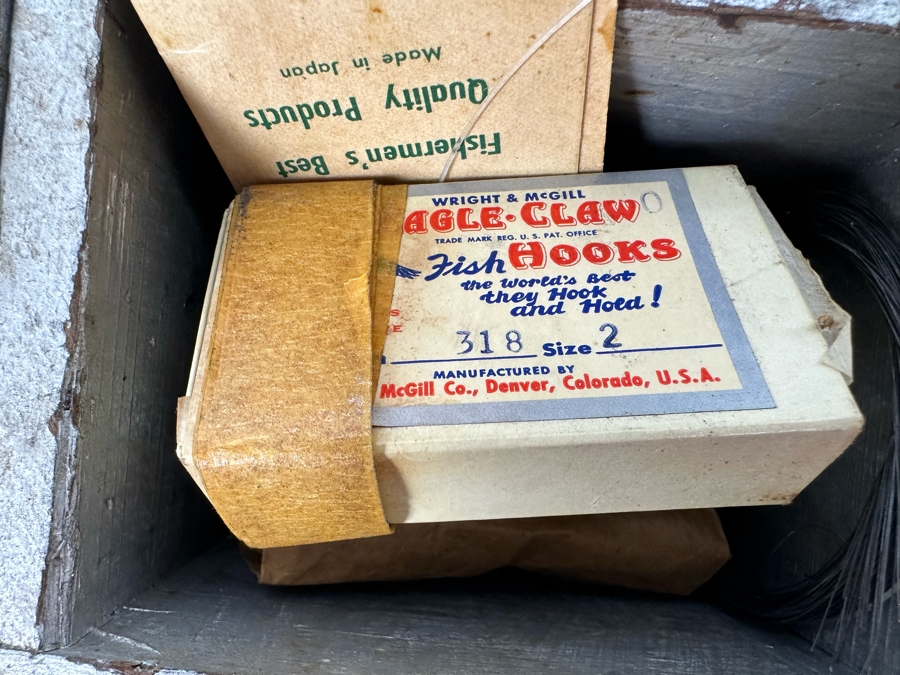 Fishermen's Best
Quality Products
Made in Japan
WRIGHT & McGILL
AGLE-CLAW
TRADE MARK REG. U. S. PAT. OFFICE
Fish HOOKS
the World's Best
they Hook
and Hold!
S
E
318 Size 2
MANUFACTURED BY
McGill Co., Denver, Colorado, U.S.A.